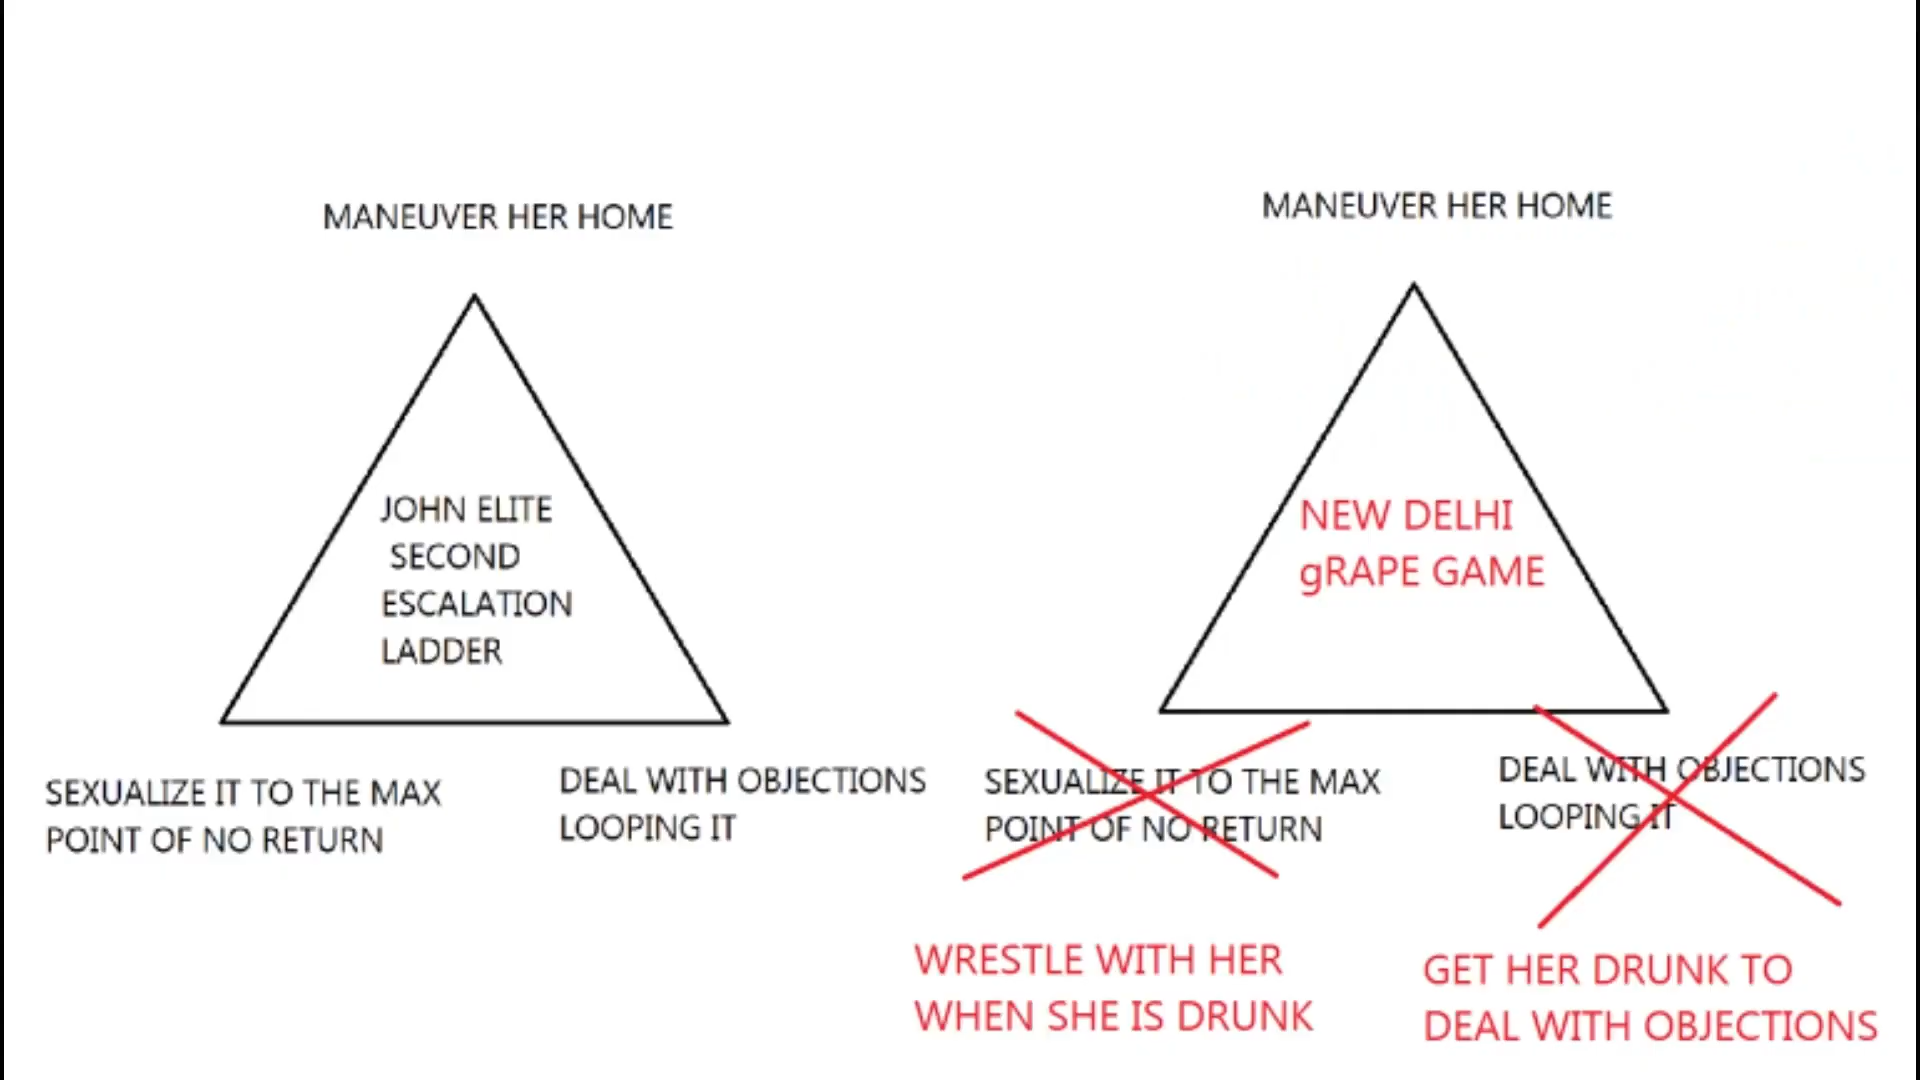 MANEUVER HER HOME
JOHN ELITE
SECOND
ESCALATION
LADDER
SEXUALIZE IT TO THE MAX
POINT OF NO RETURN
DEAL WITH OBJECTIONS
LOOPING IT
MANEUVER HER HOME
NEW DELHI
gRAPE GAME
SEXUALIZE IT TO THE MAX
POINT OF NO RETURN
DEAL WITH OBJECTIONS
LOOPING IT
WRESTLE WITH HER
WHEN SHE IS DRUNK
GET HER DRUNK TO
DEAL WITH OBJECTIONS